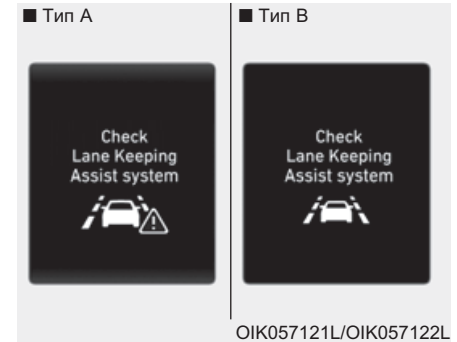 ■ Тип A
Check
Lane Keeping
Assist system
■ Тип B
Check
Lane Keeping
Assist system
OIK057121L/OIK057122L